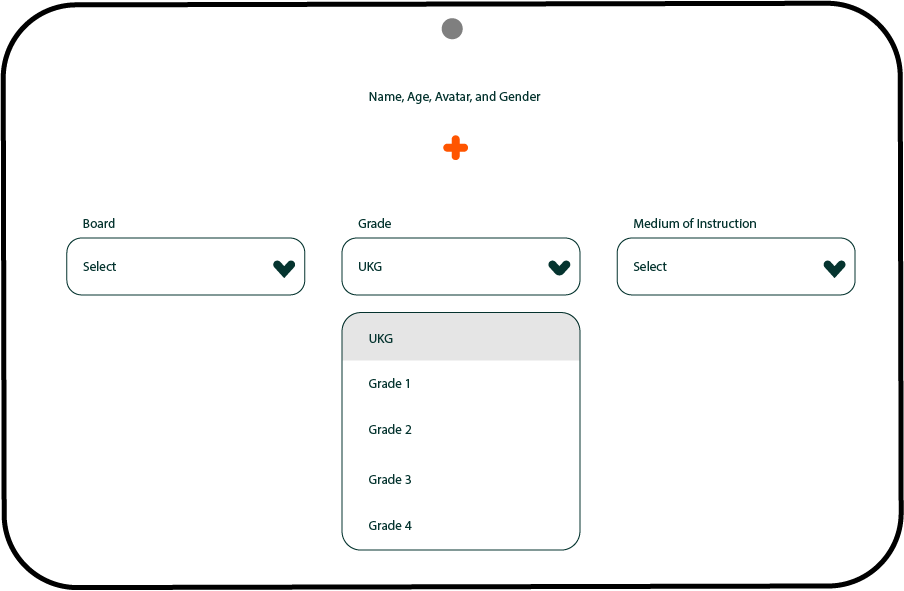 Name, Age, Avatar, and Gender
Board
Grade
Medium of Instruction
Select
UKG
Select
UKG
Grade 1
Grade 2
Grade 3
Grade 4